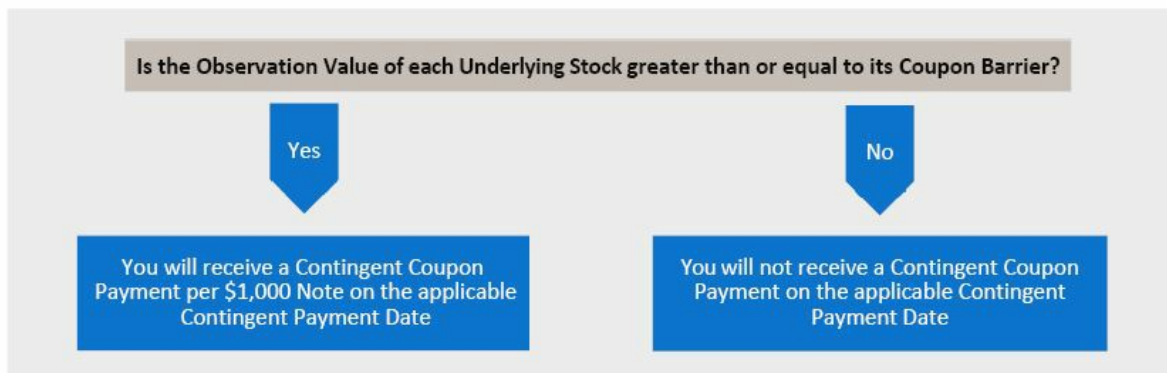 Is the Observation Value of each Underlying Stock greater than or equal to its Coupon Barrier?
Yes
No
You will receive a Contingent Coupon
Payment per $1,000 Note on the applicable
Contingent Payment Date
You will not receive a Contingent Coupon
Payment on the applicable Contingent
Payment Date